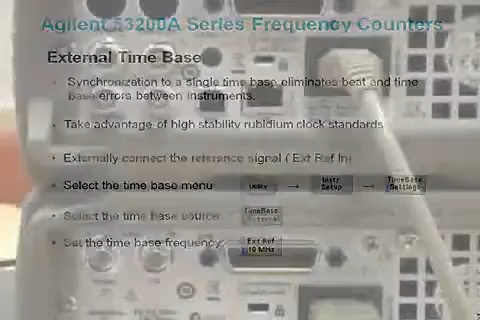 Agilent 53200A Series Frequency Counters
External Time Base
• Synchronization to a single time base eliminates beat and time
base errors between instruments.
• Take advantage of high stability rubidium clock standards
• Externally connect the reference signal ( Ext Ref In)
• Select the time base menu Utility → Instr Setup → TimeBase Settings
• Select the time base source: TimeBase External
• Set the time base frequency: Ext Ref 10 MHz